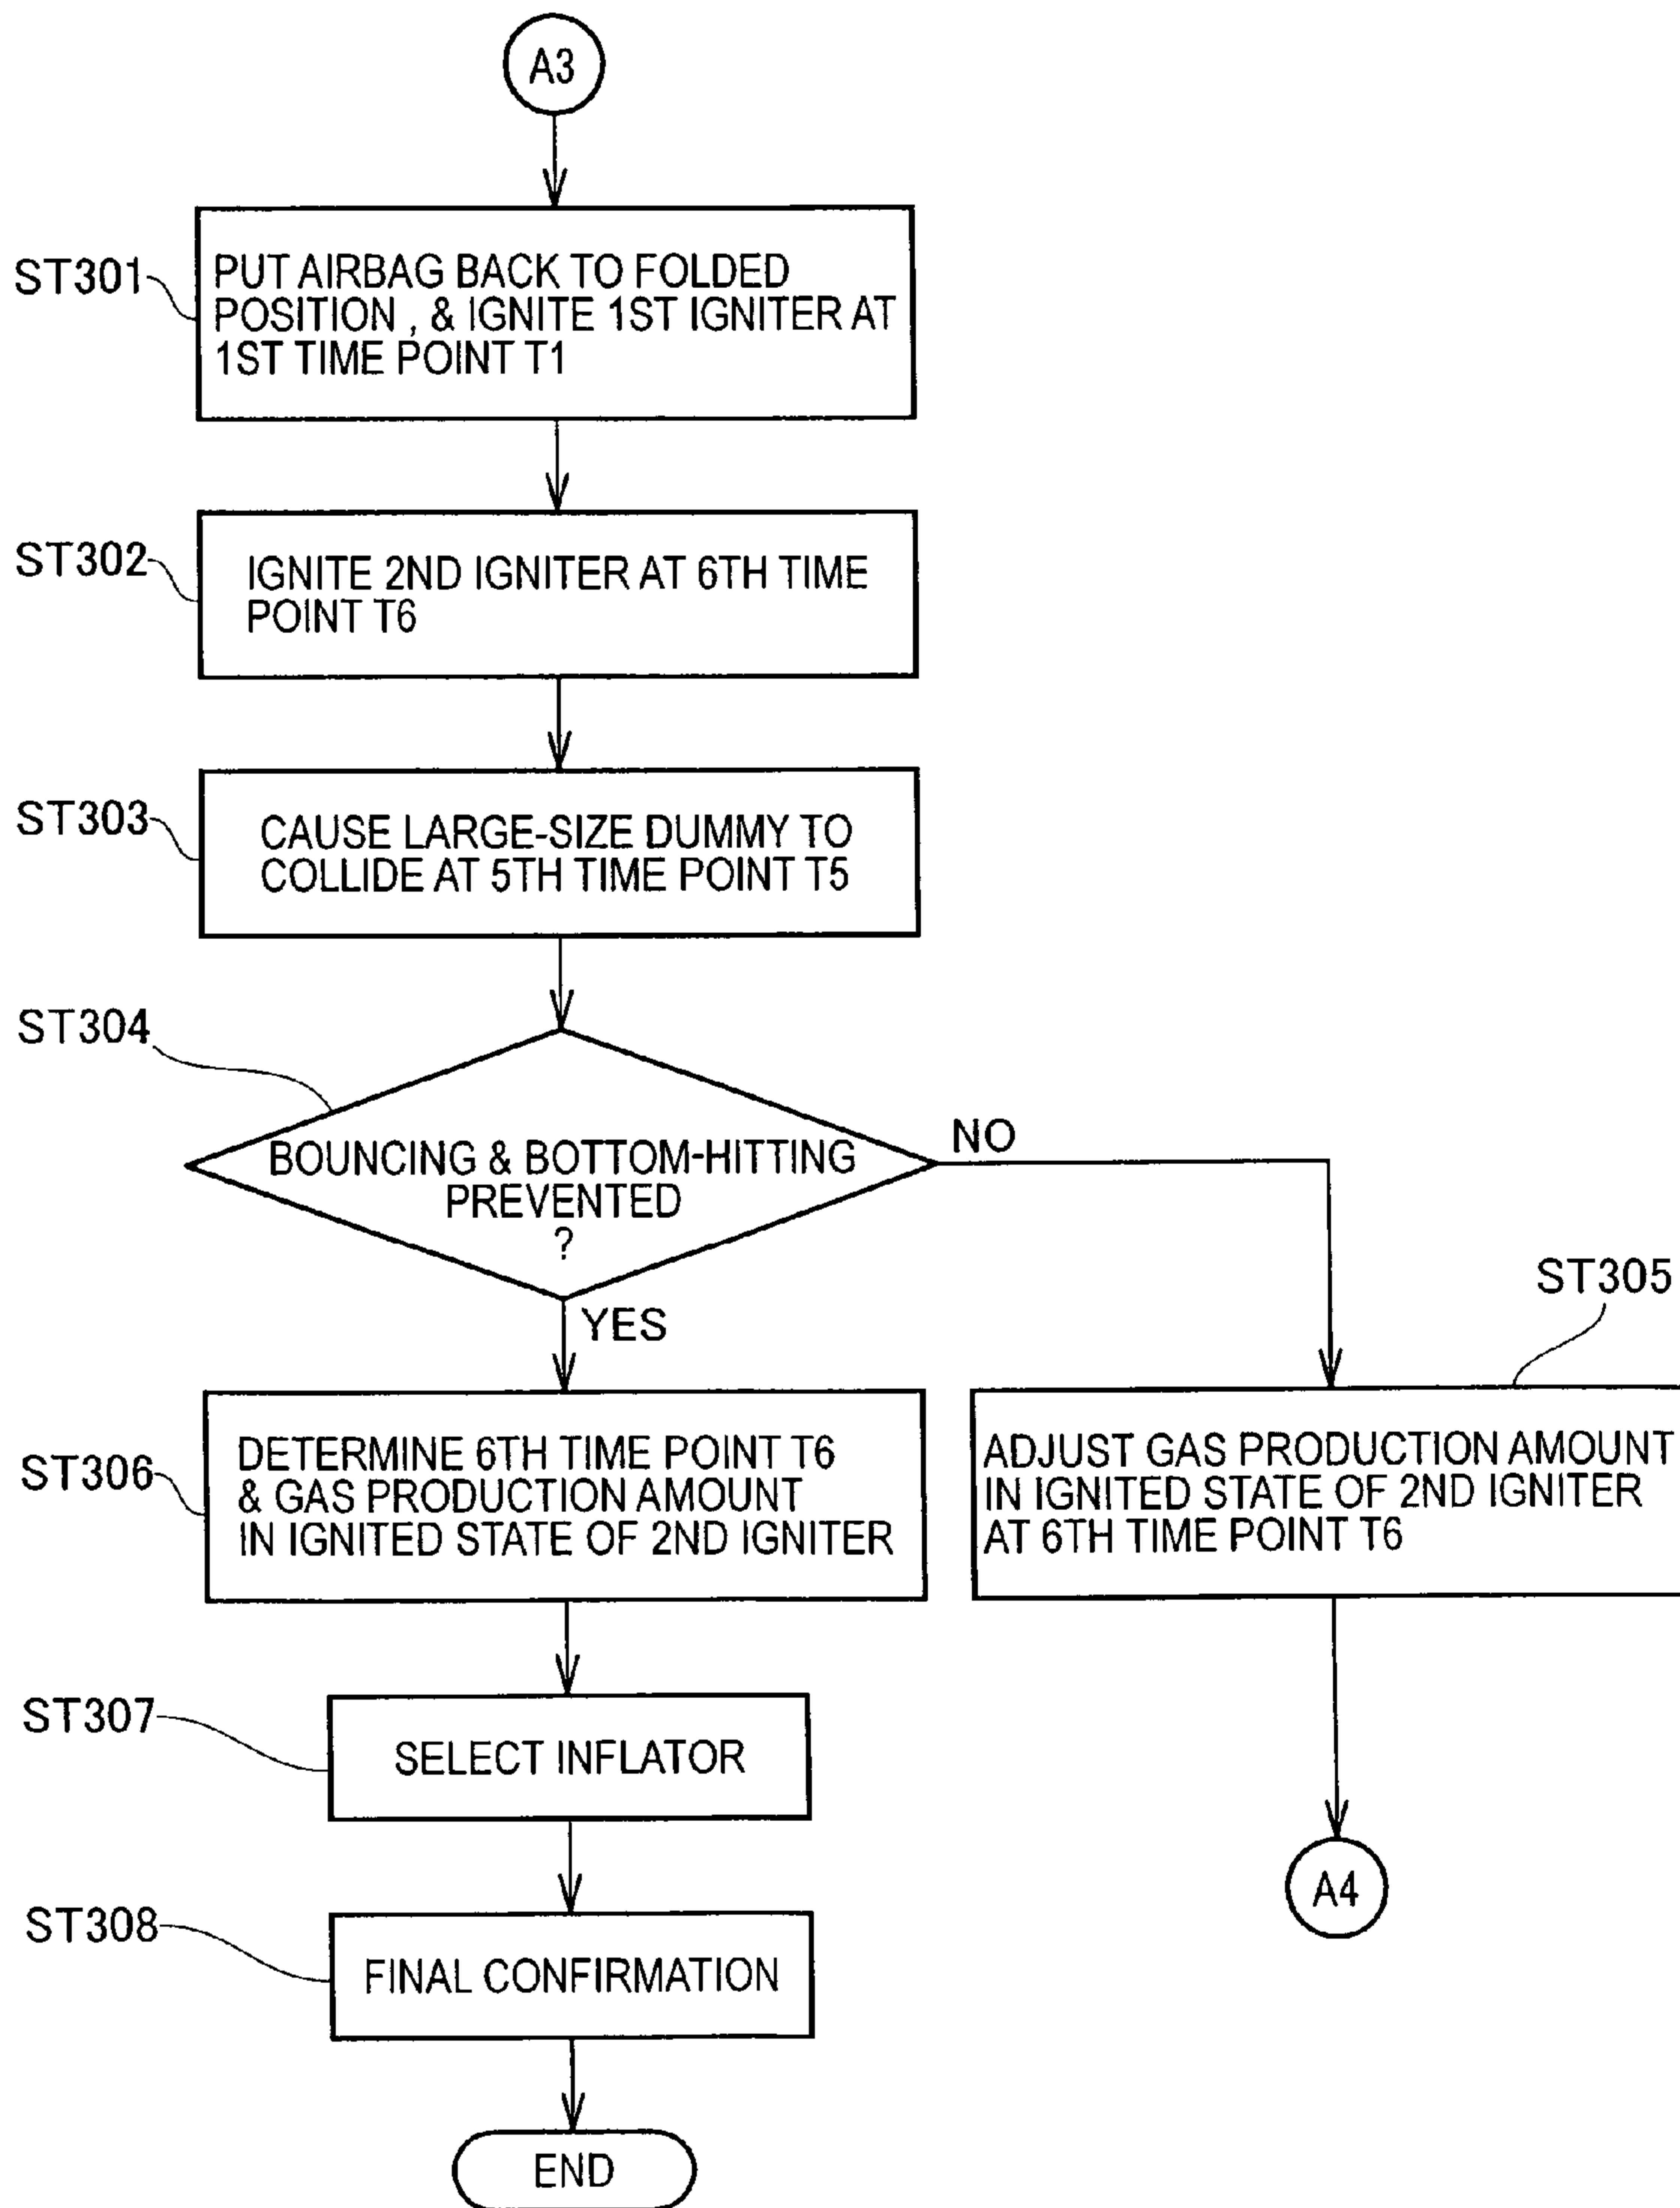 A3
ST301
PUT AIRBAG BACK TO FOLDED
POSITION , & IGNITE 1ST IGNITER AT
1ST TIME POINT T1
ST302
IGNITE 2ND IGNITER AT 6TH TIME
POINT T6
ST303
CAUSE LARGE-SIZE DUMMY TO
COLLIDE AT 5TH TIME POINT T5
ST304
BOUNCING & BOTTOM-HITTING
PREVENTED
?
NO
YES
ST305
ADJUST GAS PRODUCTION AMOUNT
IN IGNITED STATE OF 2ND IGNITER
AT 6TH TIME POINT T6
A4
ST306
DETERMINE 6TH TIME POINT T6
& GAS PRODUCTION AMOUNT
IN IGNITED STATE OF 2ND IGNITER
ST307
SELECT INFLATOR
ST308
FINAL CONFIRMATION
END